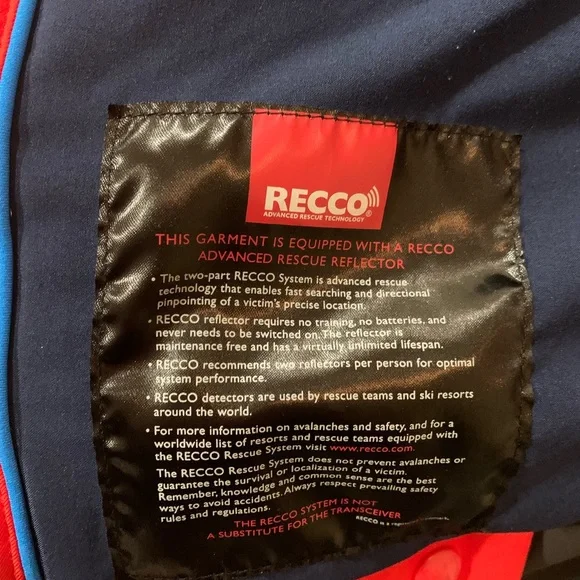 RECCO®
ADVANCED RESCUE TECHNOLOGY
THIS GARMENT IS EQUIPPED WITH A RECCO
ADVANCED RESCUE REFLECTOR
• The two-part RECCO System is advanced rescue
technology that enables fast searching and directional
pinpointing of a victim's precise location.
• RECCO reflector requires no training, no batteries, and
never needs to be switched on. The reflector is
maintenance free and has a virtually unlimited lifespan.
• RECCO recommends two reflectors per person for optimal
system performance.
• RECCO detectors are used by rescue teams and ski resorts
around the world.
• For more information on avalanches and safety, and for a
worldwide list of resorts and rescue teams equipped with
the RECCO Rescue System visit www.recco.com.
The RECCO Rescue System does not prevent avalanches or
guarantee the survival or localization of a victim.
Remember, knowledge and common sense are the best
ways to avoid accidents. Always respect prevailing safety
rules and regulations.
THE RECCO SYSTEM IS NOT
A SUBSTITUTE FOR THE TRANSCEIVER
RECCO is a